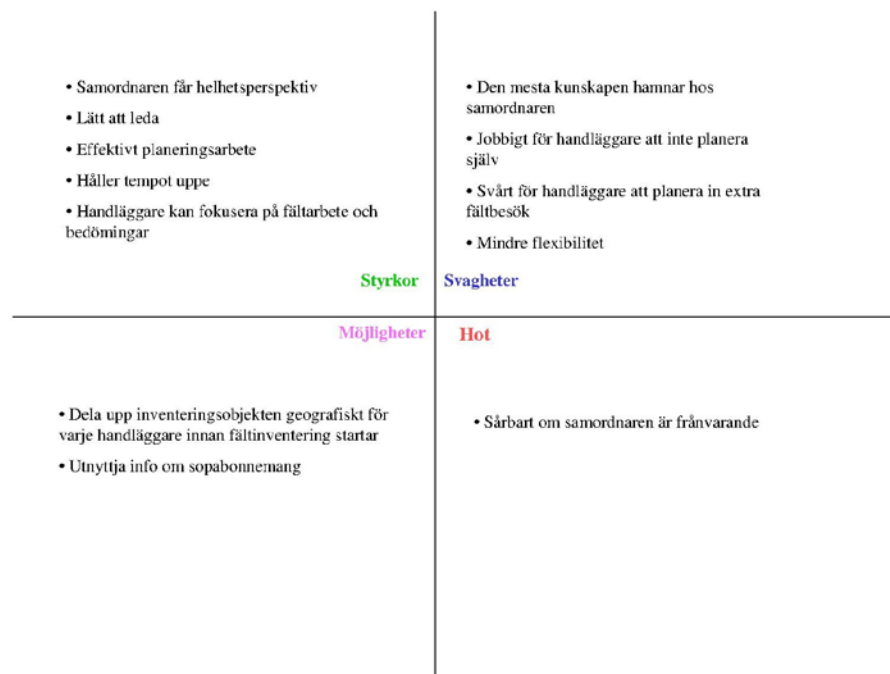 • Samordnaren får helhetsperspektiv
• Lätt att leda
• Effektivt planeringsarbete
• Håller tempot uppe
• Handläggare kan fokusera på fältarbete och
bedömingar
Styrkor
• Den mesta kunskapen hamnar hos
samordnaren
• Jobbigt för handläggare att inte planera
själv
• Svårt för handläggare att planera in extra
fältbesök
• Mindre flexibilitet
Svagheter
Möjligheter
• Dela upp inventeringsobjekten geografiskt för
varje handläggare innan fältinventering startar
• Utnyttja info om sopabonnemang
Hot
• Sårbart om samordnaren är frånvarande